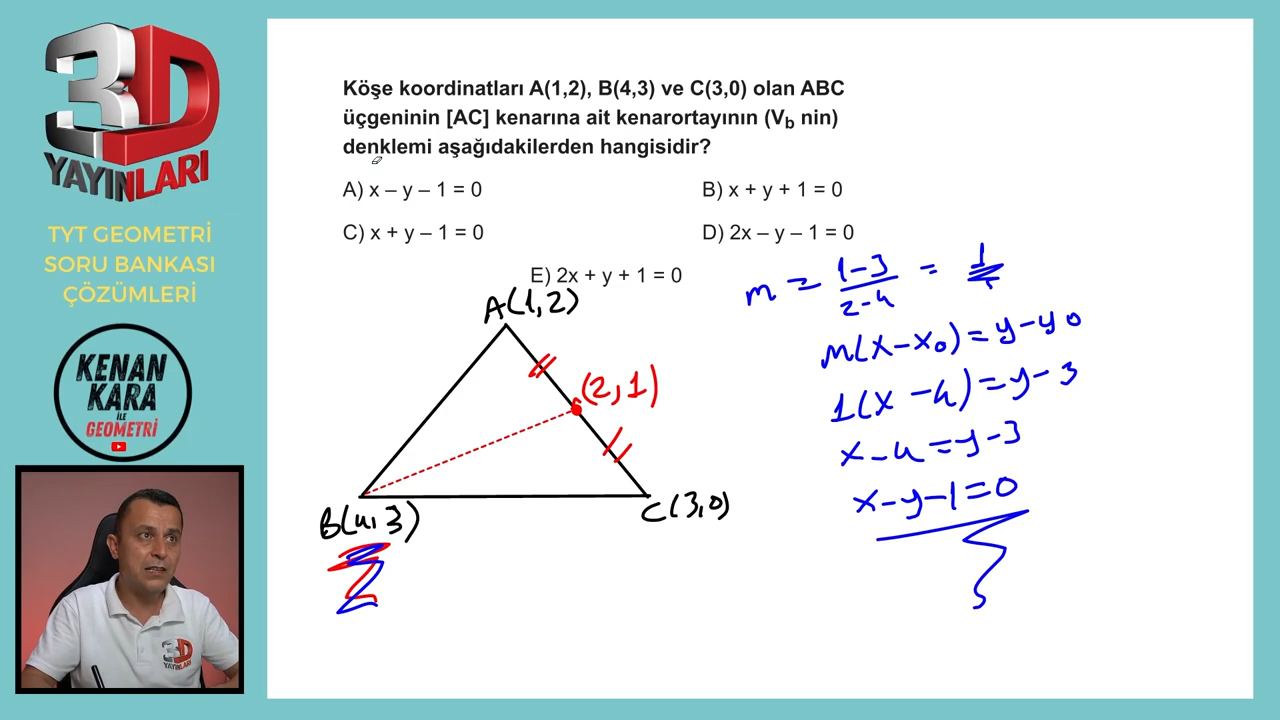 3D
YAYINLARI
TYT GEOMETRİ
SORU BANKASI
ÇÖZÜMLERİ
KENAN
KARA
İLE
GEOMETRİ
3D
YAYINLARI
Köşe koordinatları A(1,2), B(4,3) ve C(3,0) olan ABC
üçgeninin [AC] kenarına ait kenarortayının (V_b nin)
denklemi aşağıdakilerden hangisidir?
A) x – y – 1 = 0
B) x + y + 1 = 0
C) x + y – 1 = 0
D) 2x – y – 1 = 0
E) 2x + y + 1 = 0
A(1,2)
(2,1)
B(4,3)
C(3,0)
m = (1-3)/(2-4) = 1
m(x-x0)=y-y0
1(x-4)=y-3
x-4=y-3
x-y-1=0